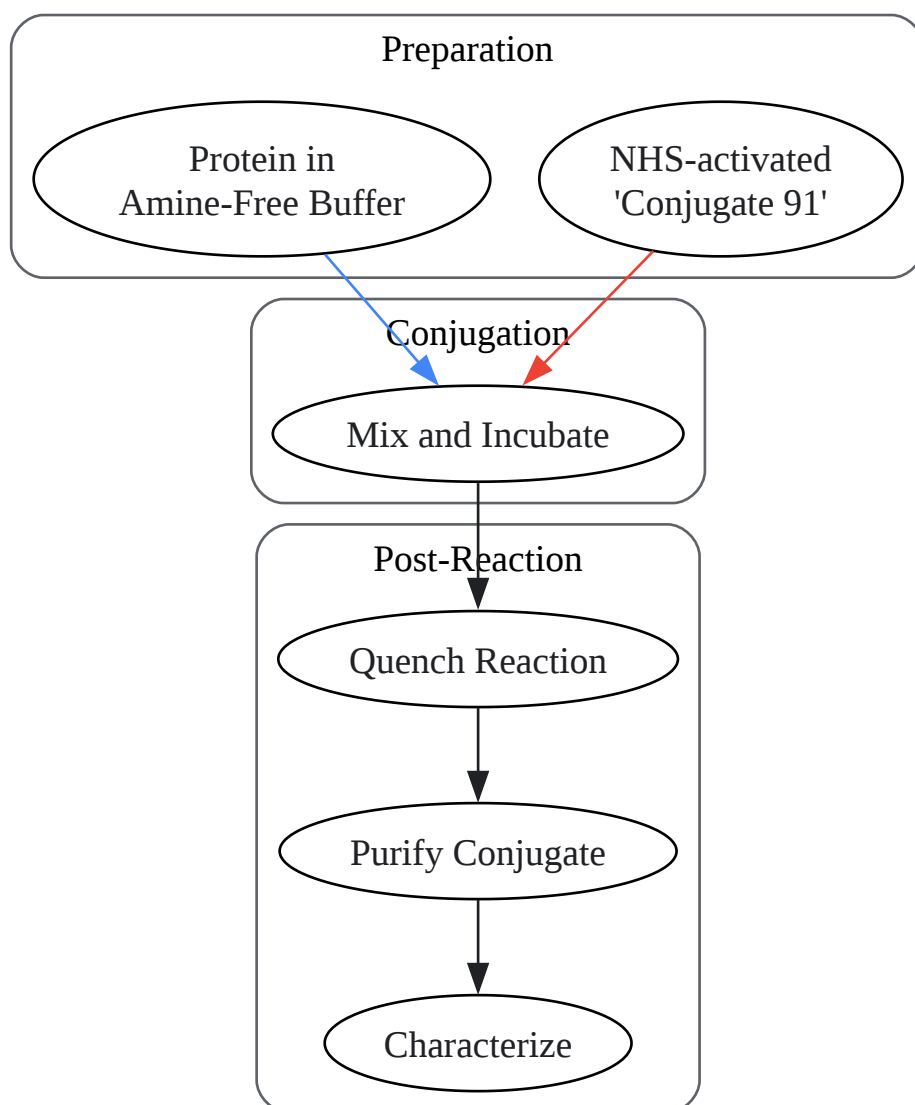 Preparation
Protein in
Amine-Free Buffer
NHS-activated
'Conjugate 91'
Conjugation
Mix and Incubate
Post-Reaction
Quench Reaction
Purify Conjugate
Characterize